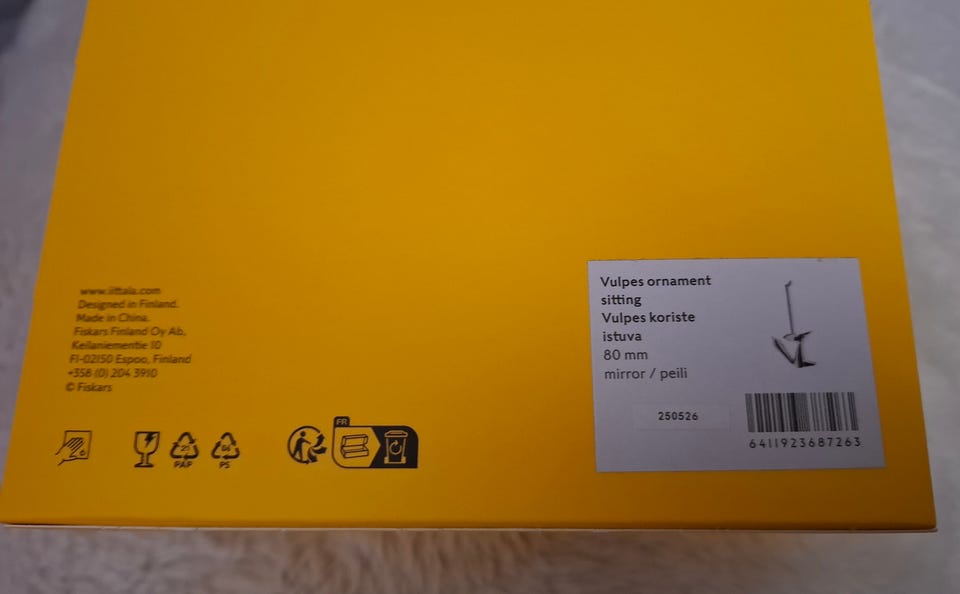 www.iittala.com
Designed in Finland.
Made in China.
Fiskars Finland Oy Ab,
Keilaniementie 10
FI-02150 Espoo, Finland
+358 (0) 204 3910
© Fiskars
21
PAP
PS
FR
Vulpes ornament
sitting
Vulpes koriste
istuva
80 mm
mirror / peili
250526
6411923687263